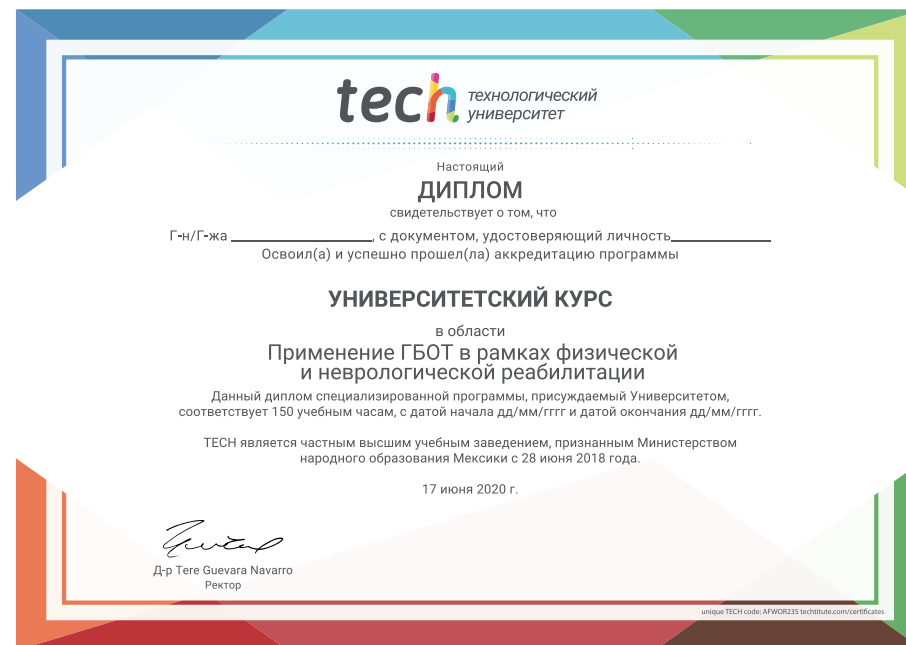 tech технологический
университет
Настоящий
ДИПЛОМ
свидетельствует о том, что
Г-н/Г-жа ____________________, с документом, удостоверяющий личность______________
Освоил(а) и успешно прошел(ла) аккредитацию программы
УНИВЕРСИТЕТСКИЙ КУРС
в области
Применение ГБОТ в рамках физической
и неврологической реабилитации
Данный диплом специализированной программы, присуждаемый Университетом,
соответствует 150 учебным часам, с датой начала дд/мм/гггг и датой окончания дд/мм/гггг.
TECH является частным высшим учебным заведением, признанным Министерством
народного образования Мексики с 28 июня 2018 года.
17 июня 2020 г.
Д-р Tere Guevara Navarro
Ректор
unique TECH code: AFWOR23S techtitute.com/certificates